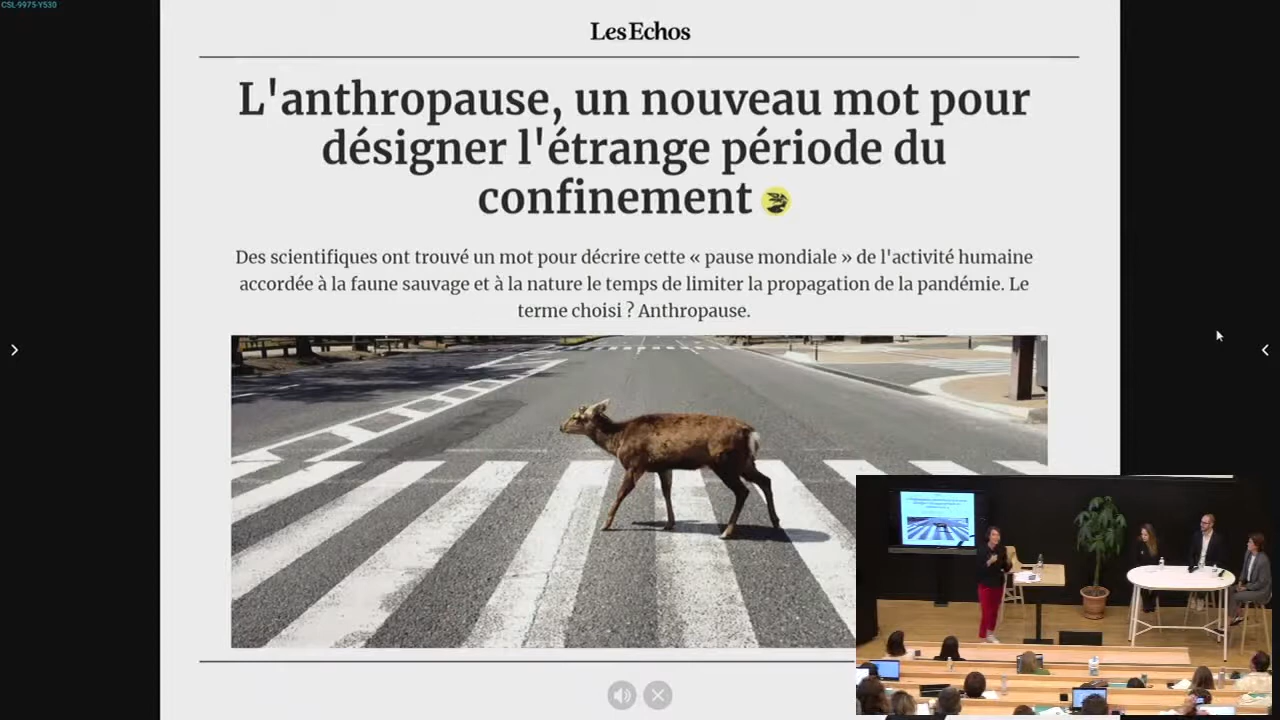 CSL-9975-Y530
Les Echos
L'anthropause, un nouveau mot pour
désigner l'étrange période du
confinement
Des scientifiques ont trouvé un mot pour décrire cette « pause mondiale » de l'activité humaine
accordée à la faune sauvage et à la nature le temps de limiter la propagation de la pandémie. Le
terme choisi ? Anthropause.